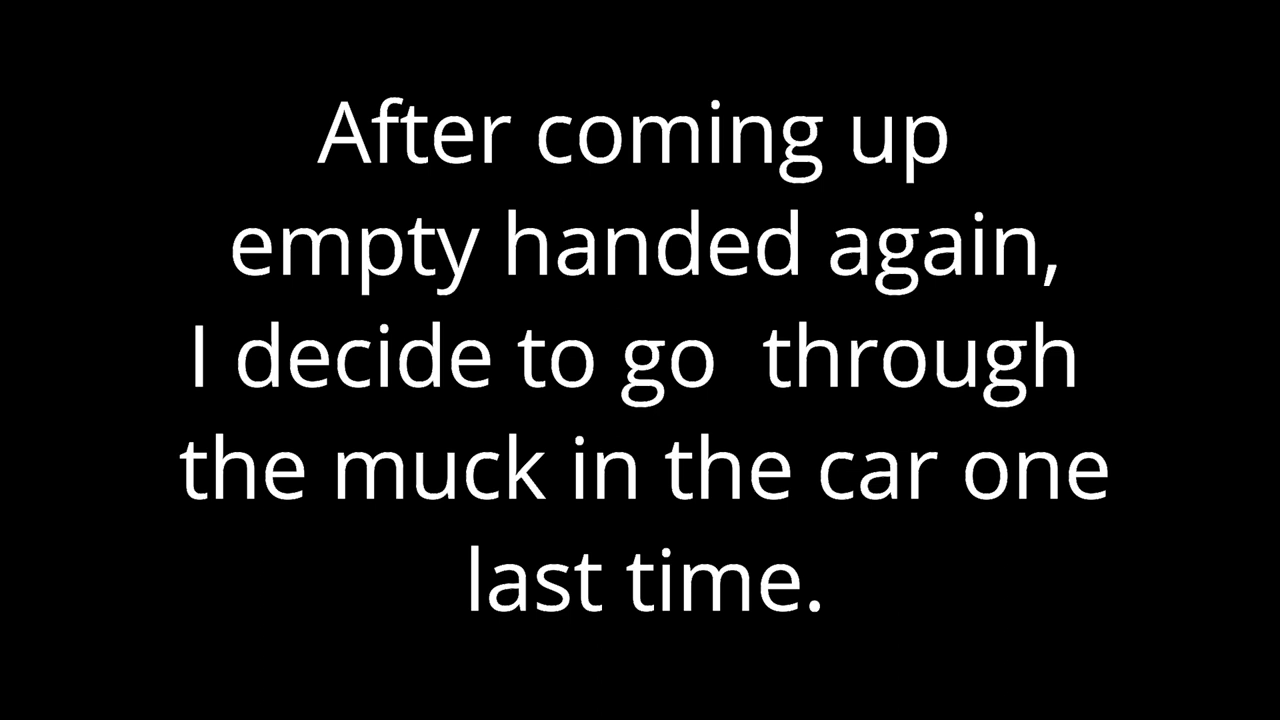 After coming up
empty handed again,
I decide to go  through
the muck in the car one
last time.